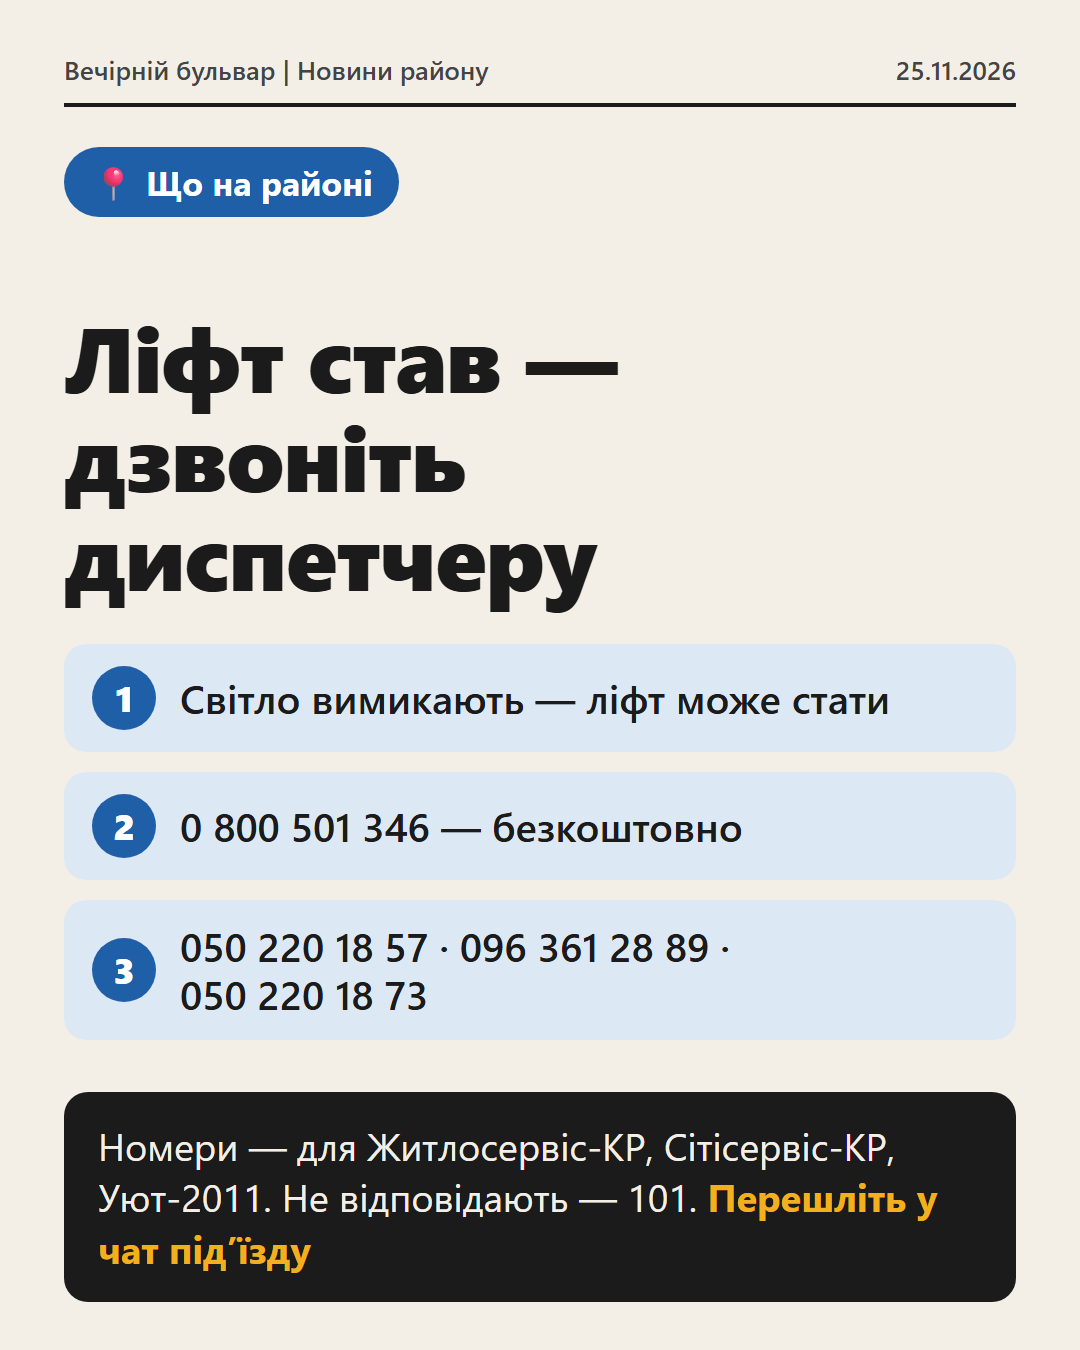 Вечірній бульвар | Новини району
25.11.2026
Що на районі
Ліфт став —
дзвоніть
диспетчеру
1 Світло вимикають — ліфт може стати
2 0 800 501 346 — безкоштовно
3 050 220 18 57 · 096 361 28 89 ·
050 220 18 73
Номери — для Житлосервіс-КР, Сітісервіс-КР,
Уют-2011. Не відповідають — 101. Перешліть у
чат під’їзду